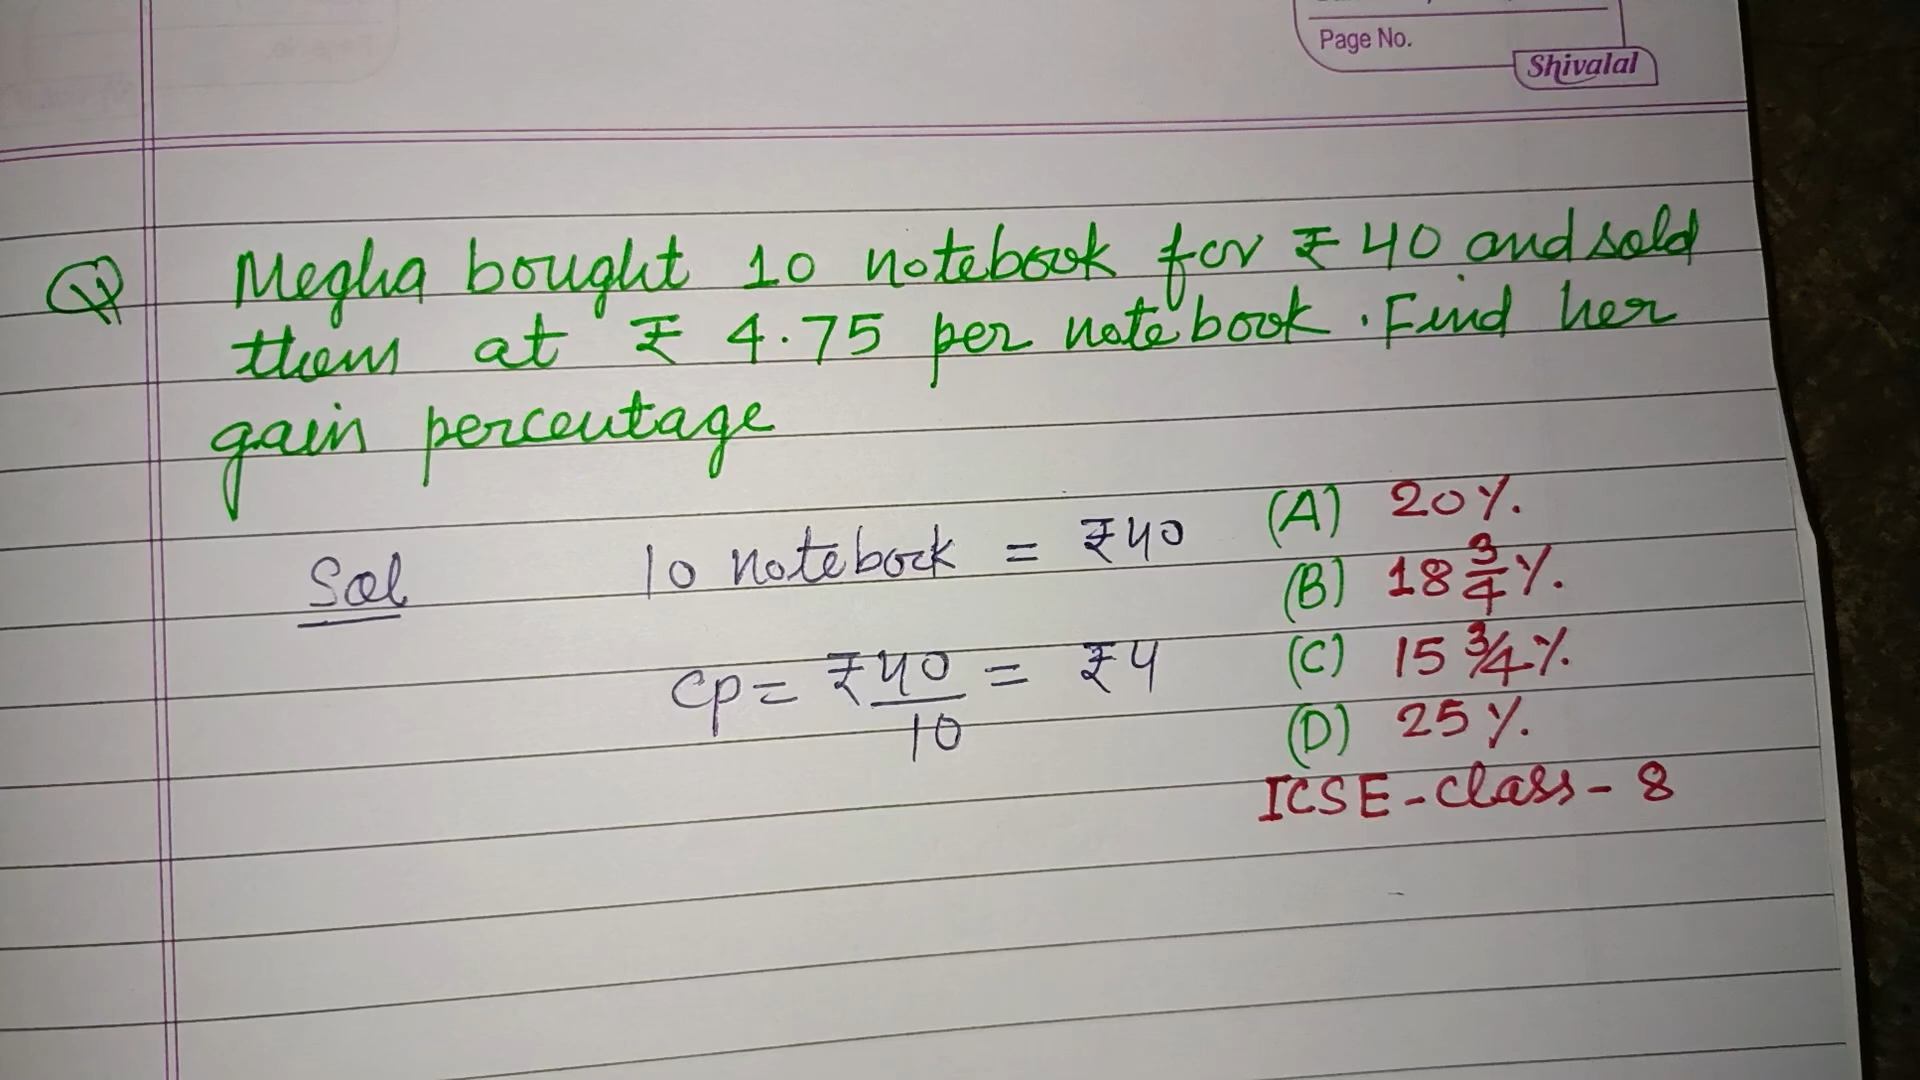 Page No.
Shivalal
Q Megha bought 10 notebook for ₹ 40 and sold
them at ₹ 4.75 per notebook. Find her
gain percentage
Sol 10 notebook = ₹40
CP = ₹40/10 = ₹4
(A) 20%.
(B) 18 3/4 %.
(C) 15 3/4 %.
(D) 25 %.
ICSE - Class - 8